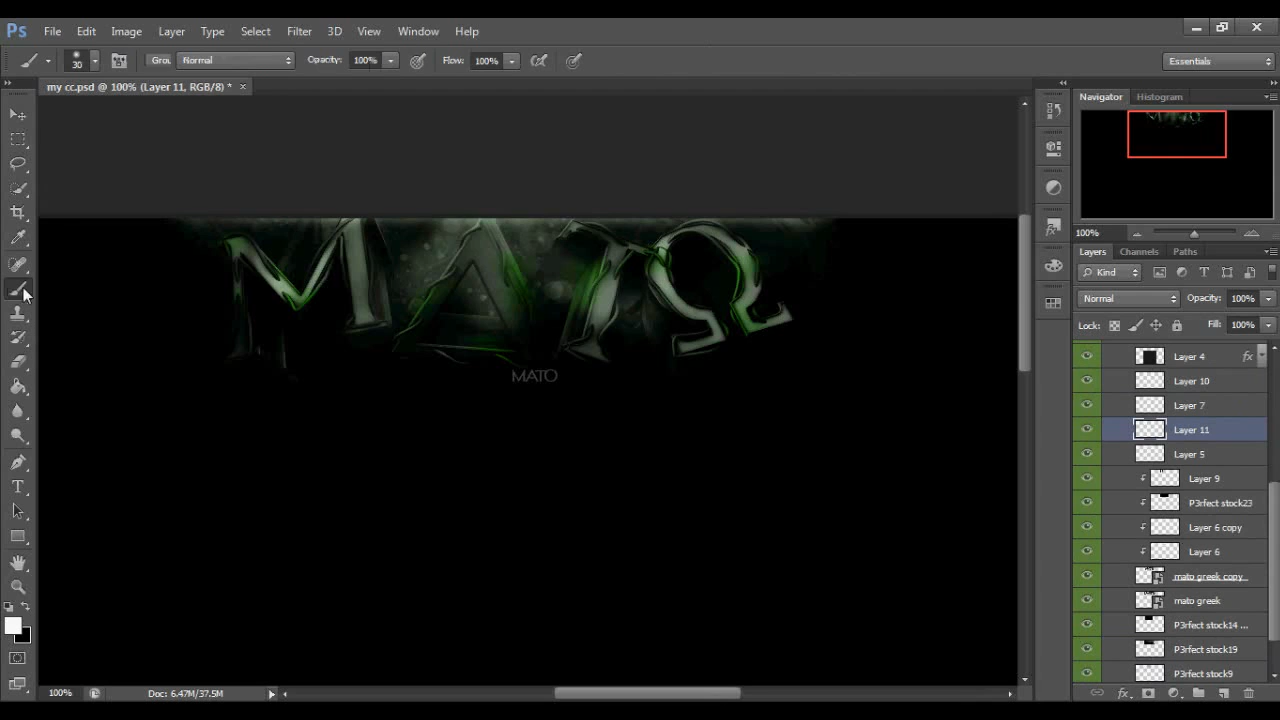 Ps File Edit Image Layer Type Select Filter 3D View Window Help
30 Grou Normal Opacity: 100% Flow: 100% Essentials
my cc.psd @ 100% (Layer 11, RGB/8) * ×
Navigator Histogram
MATΩ
100%
Layers Channels Paths
Kind
Normal Opacity: 100%
Lock: Fill: 100%
Layer 4 fx
Layer 10
Layer 7
Layer 11
Layer 5
Layer 9
P3rfect stock23
Layer 6 copy
Layer 6
mato greek copy
mato greek
P3rfect stock14 ...
P3rfect stock19
P3rfect stock9
MΔTΩ
MATO
100% Doc: 6.47M/37.5M
fx